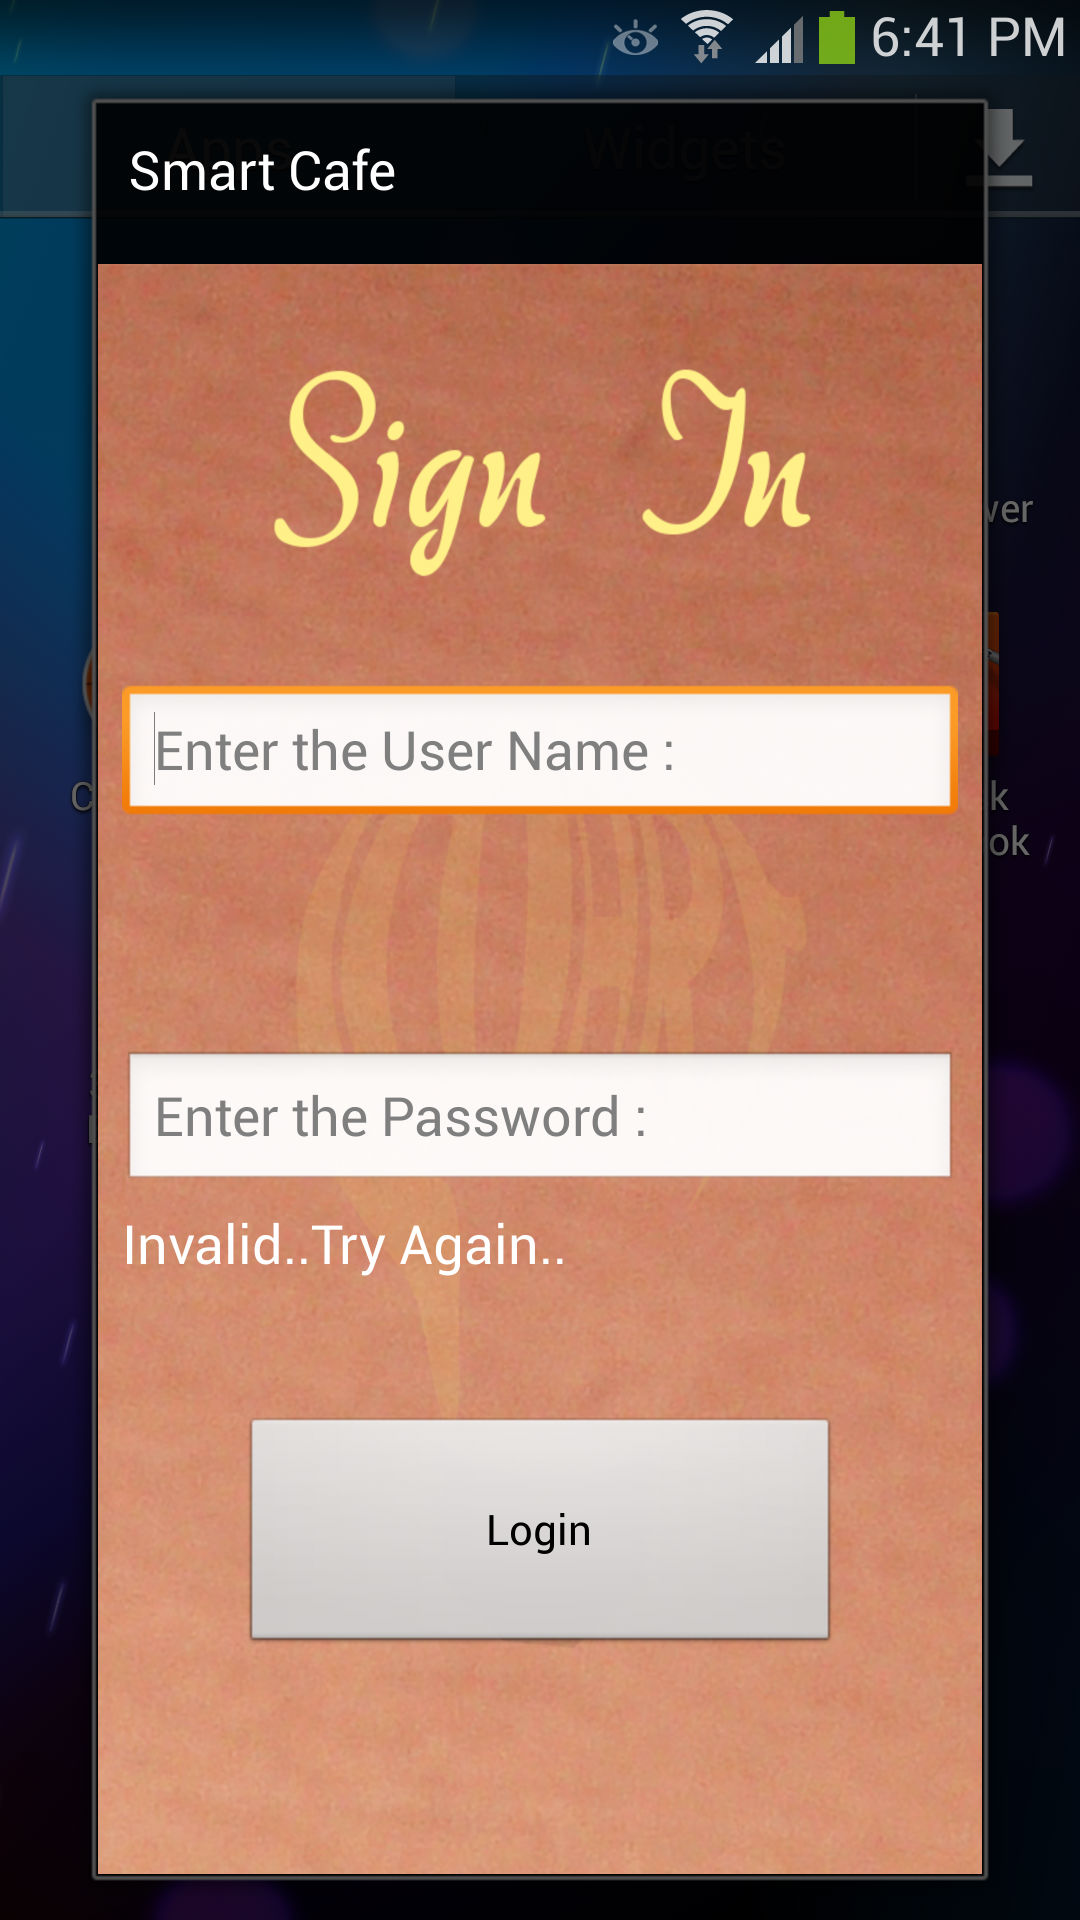 6:41 PM
Apps Widgets
Smart Cafe
Sign In
ver
Enter the User Name :
C
k
ok
Enter the Password :
Invalid..Try Again..
Login